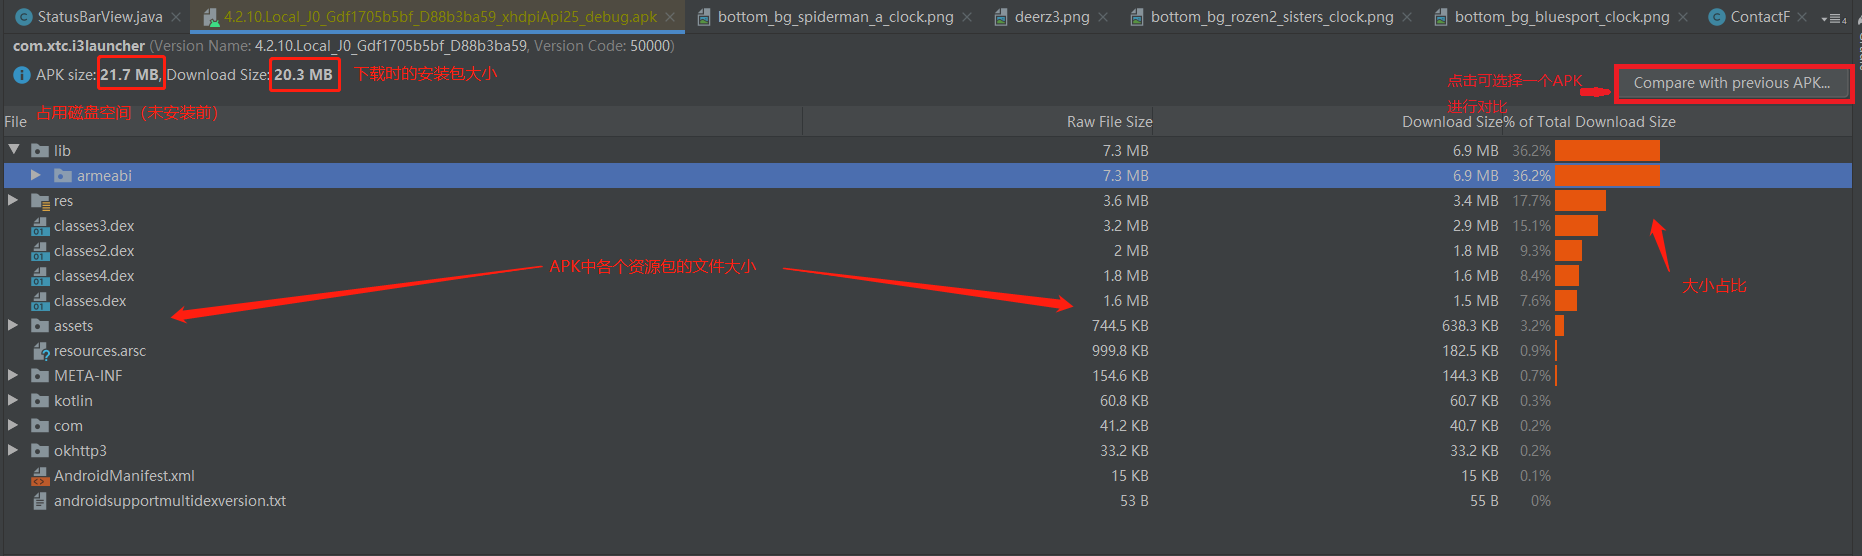 StatusBarView.java 4.2.10.Local_J0_Gdf1705b5bf_D88b3ba59_xhdpiApi25_debug.apk bottom_bg_spiderman_a_clock.png deerz3.png bottom_bg_rozen2_sisters_clock.png bottom_bg_bluesport_clock.png ContactF
com.xtc.i3launcher (Version Name: 4.2.10.Local_J0_Gdf1705b5bf_D88b3ba59, Version Code: 50000)
APK size: 21.7 MB, Download Size: 20.3 MB 下载时的安装包大小
点击可选择一个APK
进行对比
Compare with previous APK...
占用磁盘空间（未安装前）
File Raw File Size Download Size % of Total Download Size
lib 7.3 MB 6.9 MB 36.2%
armeabi 7.3 MB 6.9 MB 36.2%
res 3.6 MB 3.4 MB 17.7%
classes3.dex 3.2 MB 2.9 MB 15.1%
classes2.dex 2 MB 1.8 MB 9.3%
classes4.dex 1.8 MB 1.6 MB 8.4%
APK中各个资源包的文件大小
大小占比
classes.dex 1.6 MB 1.5 MB 7.6%
assets 744.5 KB 638.3 KB 3.2%
resources.arsc 999.8 KB 182.5 KB 0.9%
META-INF 154.6 KB 144.3 KB 0.7%
kotlin 60.8 KB 60.7 KB 0.3%
com 41.2 KB 40.7 KB 0.2%
okhttp3 33.2 KB 33.2 KB 0.2%
AndroidManifest.xml 15 KB 15 KB 0.1%
androidsupportmultidexversion.txt 53 B 55 B 0%